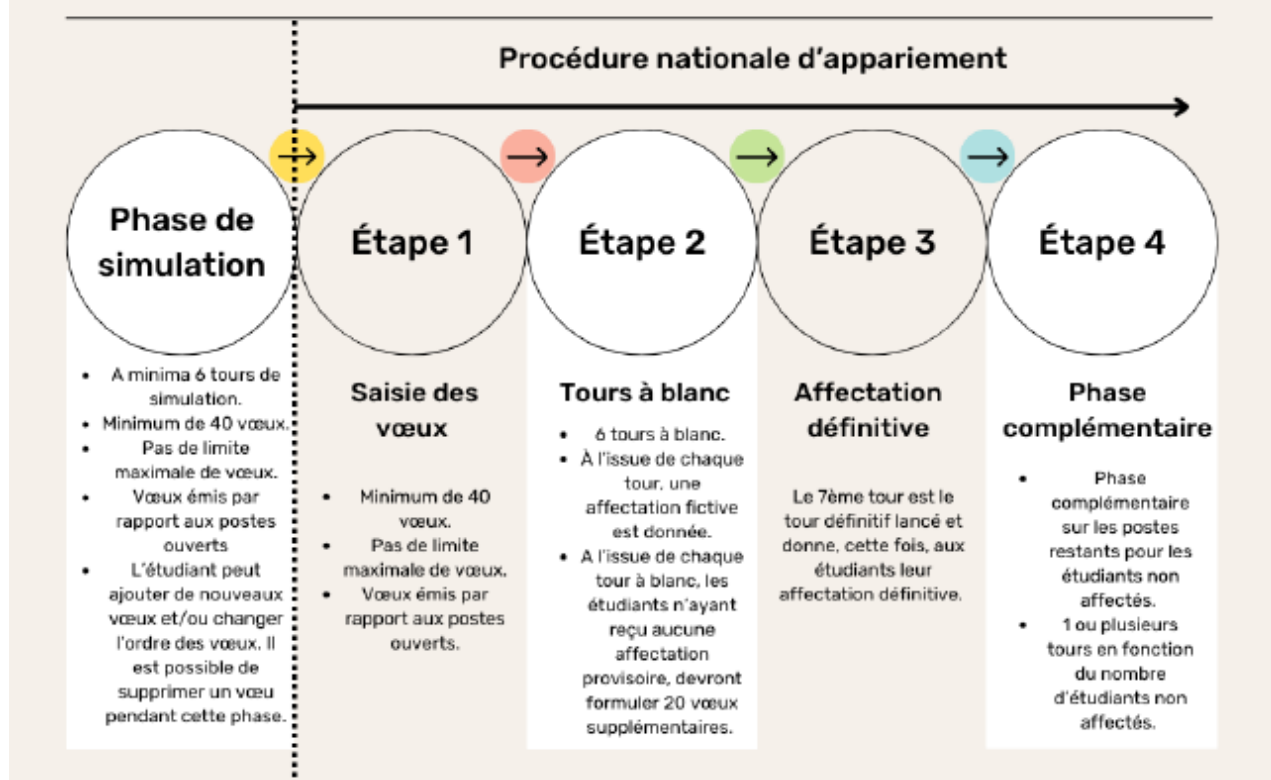 Procédure nationale d'appariement
Phase de
simulation
• A minima 6 tours de
simulation.
• Minimum de 40 vœux.
• Pas de limite
maximale de vœux.
• Vœux émis par
rapport aux postes
ouverts
• L'étudiant peut
ajouter de nouveaux
vœux et/ou changer
l'ordre des vœux. Il
est possible de
supprimer un vœu
pendant cette phase.
Étape 1
Saisie des
vœux
• Minimum de 40
vœux.
• Pas de limite
maximale de vœux.
• Vœux émis par
rapport aux postes
ouverts.
Étape 2
Tours à blanc
• 6 tours à blanc.
• À l'issue de chaque
tour, une
affectation fictive
est donnée.
• A l'issue de chaque
tour à blanc, les
étudiants n'ayant
reçu aucune
affectation
provisoire, devront
formuler 20 vœux
supplémentaires.
Étape 3
Affectation
définitive
Le 7ème tour est le
tour définitif lancé et
donne, cette fois, aux
étudiants leur
affectation définitive.
Étape 4
Phase
complémentaire
• Phase
complémentaire
sur les postes
restants pour les
étudiants non
affectés.
• 1 ou plusieurs
tours en fonction
du nombre
d'étudiants non
affectés.